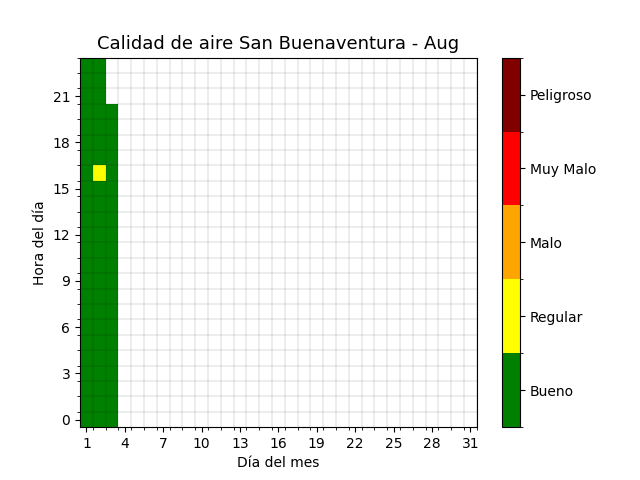 Calidad de aire San Buenaventura - Aug
Hora del día
21
18
15
12
9
6
3
0
1 4 7 10 13 16 19 22 25 28 31
Día del mes
Peligroso
Muy Malo
Malo
Regular
Bueno